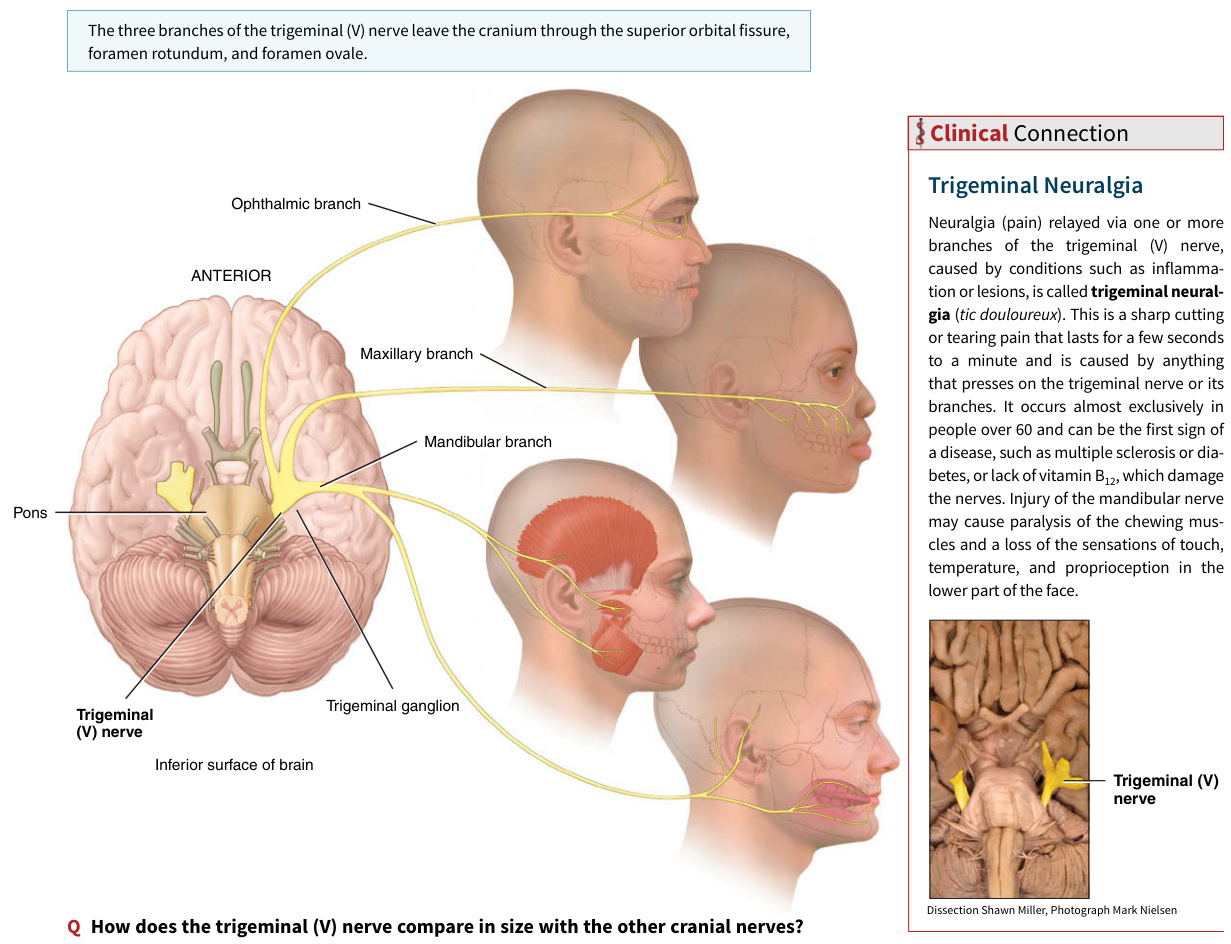 The three branches of the trigeminal (V) nerve leave the cranium through the superior orbital fissure,
foramen rotundum, and foramen ovale.
Ophthalmic branch
ANTERIOR
Maxillary branch
Mandibular branch
Pons
Trigeminal
(V) nerve
Trigeminal ganglion
Inferior surface of brain
Q How does the trigeminal (V) nerve compare in size with the other cranial nerves?
Clinical Connection
Trigeminal Neuralgia
Neuralgia (pain) relayed via one or more
branches of the trigeminal (V) nerve,
caused by conditions such as inflamma-
tion or lesions, is called trigeminal neural-
gia (tic douloureux). This is a sharp cutting
or tearing pain that lasts for a few seconds
to a minute and is caused by anything
that presses on the trigeminal nerve or its
branches. It occurs almost exclusively in
people over 60 and can be the first sign of
a disease, such as multiple sclerosis or dia-
betes, or lack of vitamin B12, which damage
the nerves. Injury of the mandibular nerve
may cause paralysis of the chewing mus-
cles and a loss of the sensations of touch,
temperature, and proprioception in the
lower part of the face.
Trigeminal (V)
nerve
Dissection Shawn Miller, Photograph Mark Nielsen